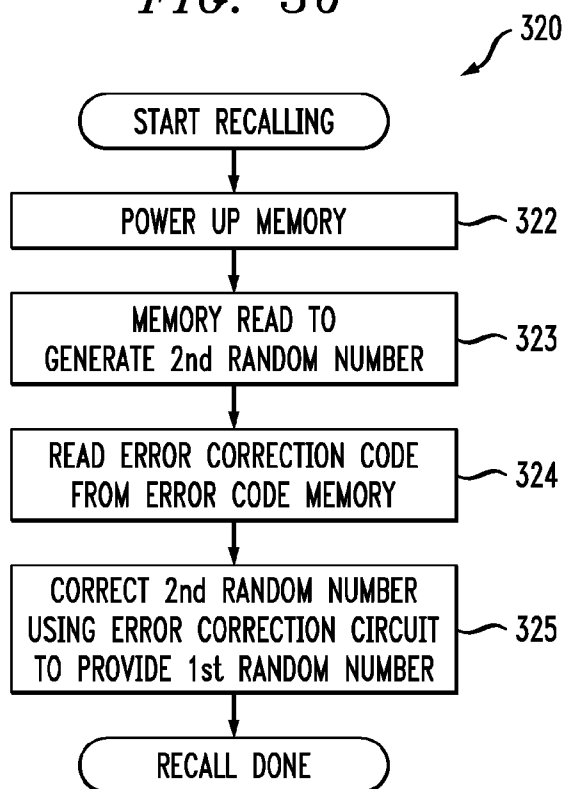 FIG. 30
320
START RECALLING
POWER UP MEMORY
322
MEMORY READ TO
GENERATE 2nd RANDOM NUMBER
323
READ ERROR CORRECTION CODE
FROM ERROR CODE MEMORY
324
CORRECT 2nd RANDOM NUMBER
USING ERROR CORRECTION CIRCUIT
TO PROVIDE 1st RANDOM NUMBER
325
RECALL DONE